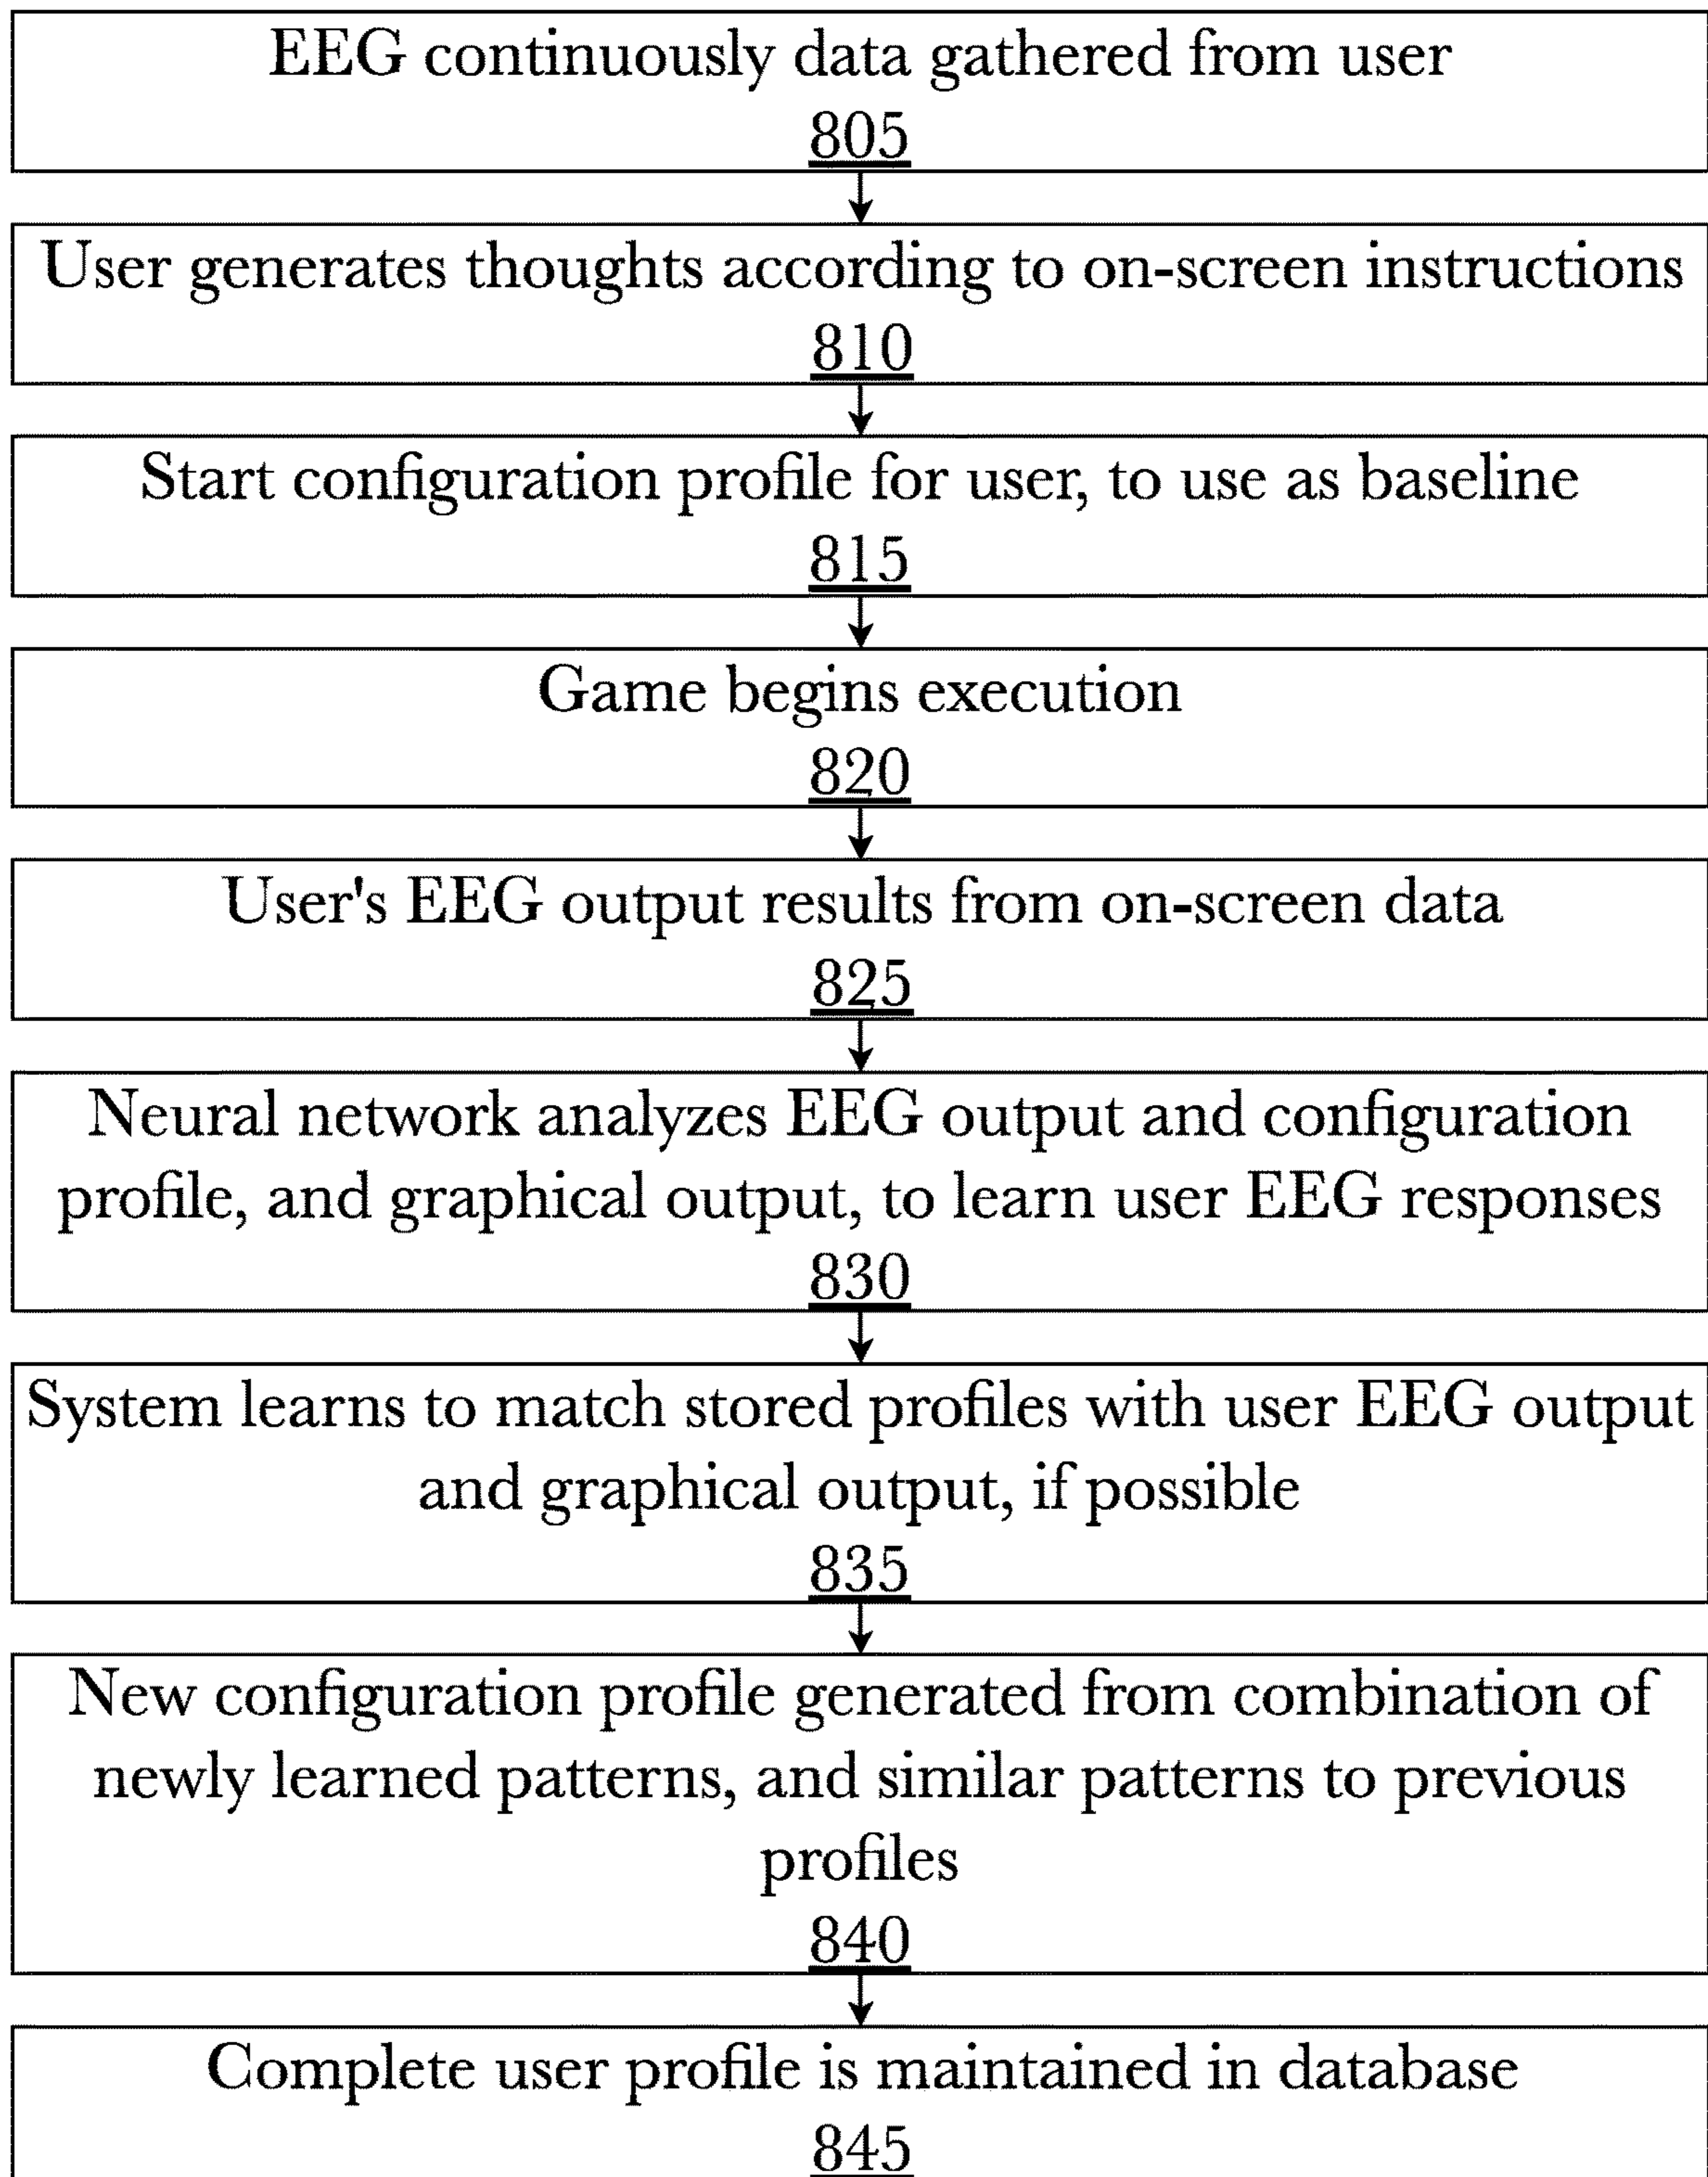 EEG continuously data gathered from user
805
User generates thoughts according to on-screen instructions
810
Start configuration profile for user, to use as baseline
815
Game begins execution
820
User's EEG output results from on-screen data
825
Neural network analyzes EEG output and configuration
profile, and graphical output, to learn user EEG responses
830
System learns to match stored profiles with user EEG output
and graphical output, if possible
835
New configuration profile generated from combination of
newly learned patterns, and similar patterns to previous
profiles
840
Complete user profile is maintained in database
845